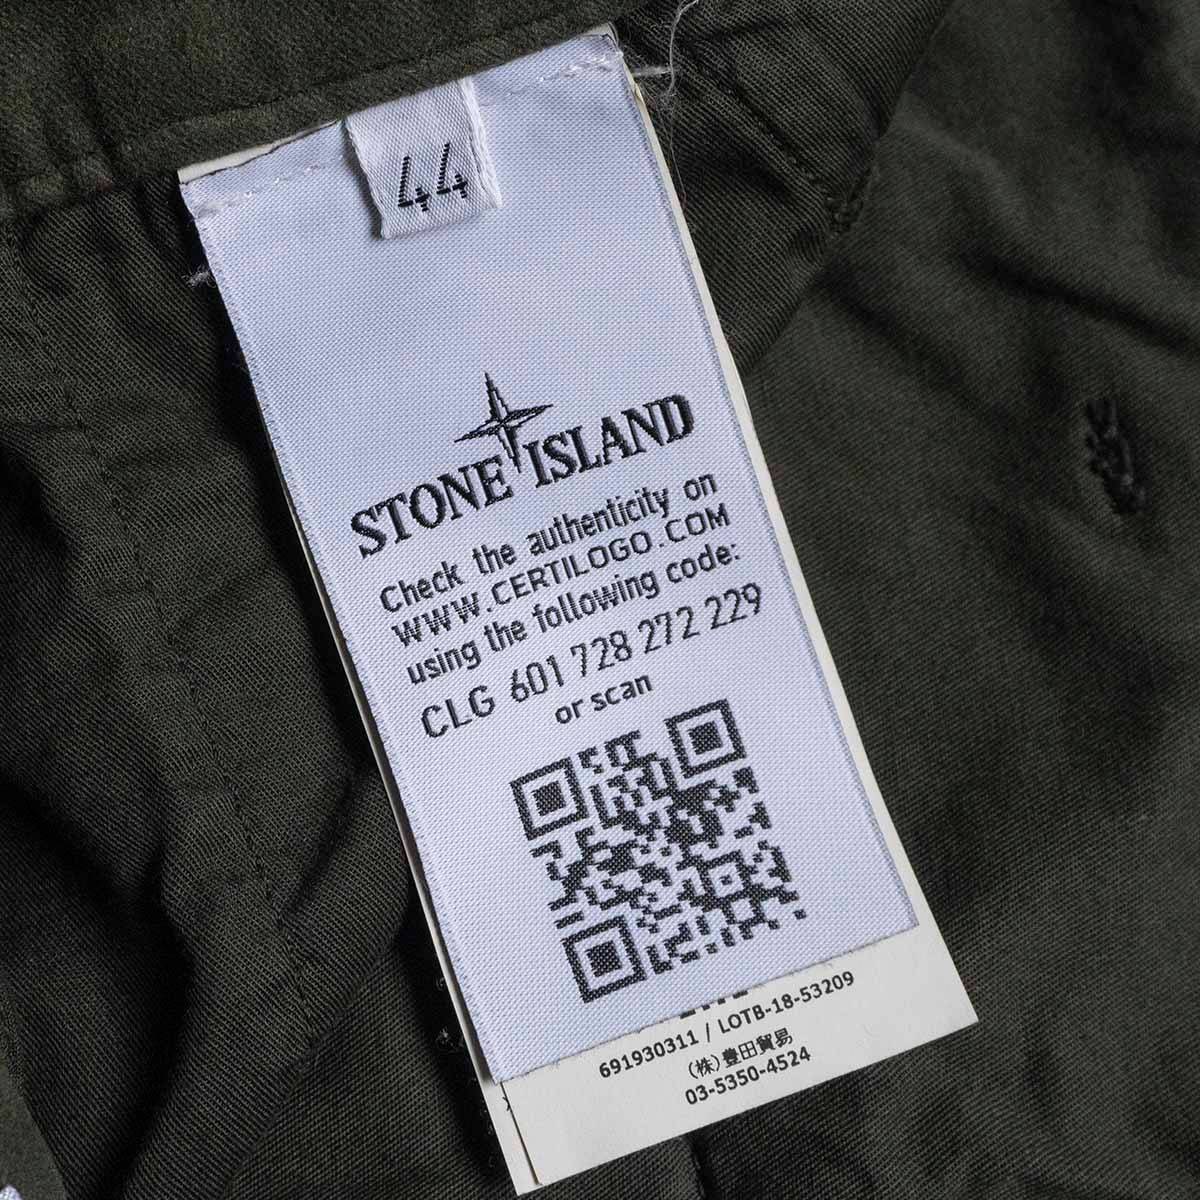 44
STONE ISLAND
Check the authenticity on
WWW.CERTILOGO.COM
using the following code:
CLG 601 728 272 229
or scan
691930311 / LOTB-18-53209
(株)豊田貿易
03-5350-4524